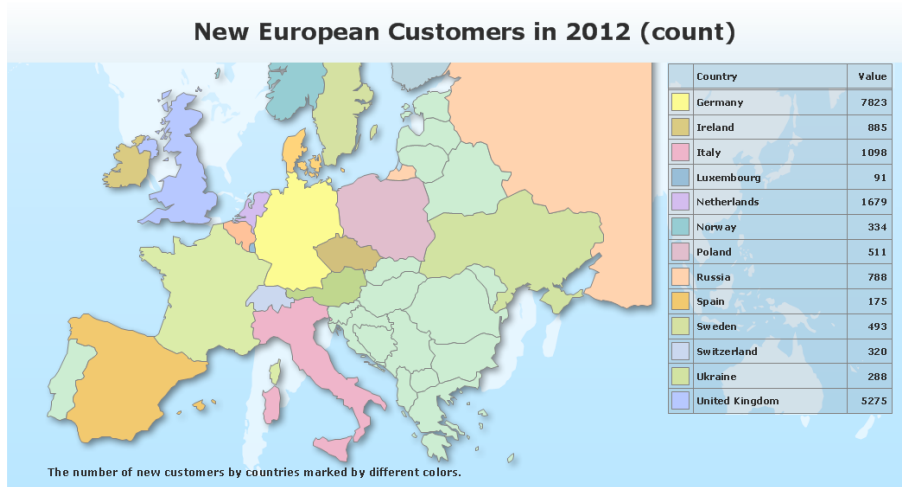 New European Customers in 2012 (count)
Country Value
Germany 7823
Ireland 885
Italy 1098
Luxembourg 91
Netherlands 1679
Norway 334
Poland 511
Russia 788
Spain 175
Sweden 493
Switzerland 320
Ukraine 288
United Kingdom 5275
The number of new customers by countries marked by different colors.